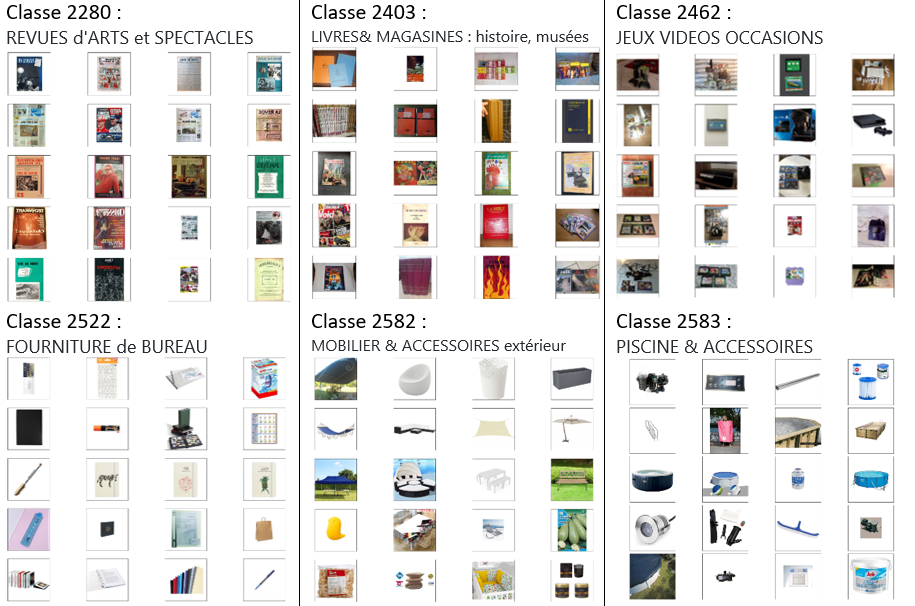 Classe 2280 :
REVUES d'ARTS et SPECTACLES
Classe 2403 :
LIVRES& MAGASINES : histoire, musées
Classe 2462 :
JEUX VIDEOS OCCASIONS
Classe 2522 :
FOURNITURE de BUREAU
Classe 2582 :
MOBILIER & ACCESSOIRES extérieur
Classe 2583 :
PISCINE & ACCESSOIRES